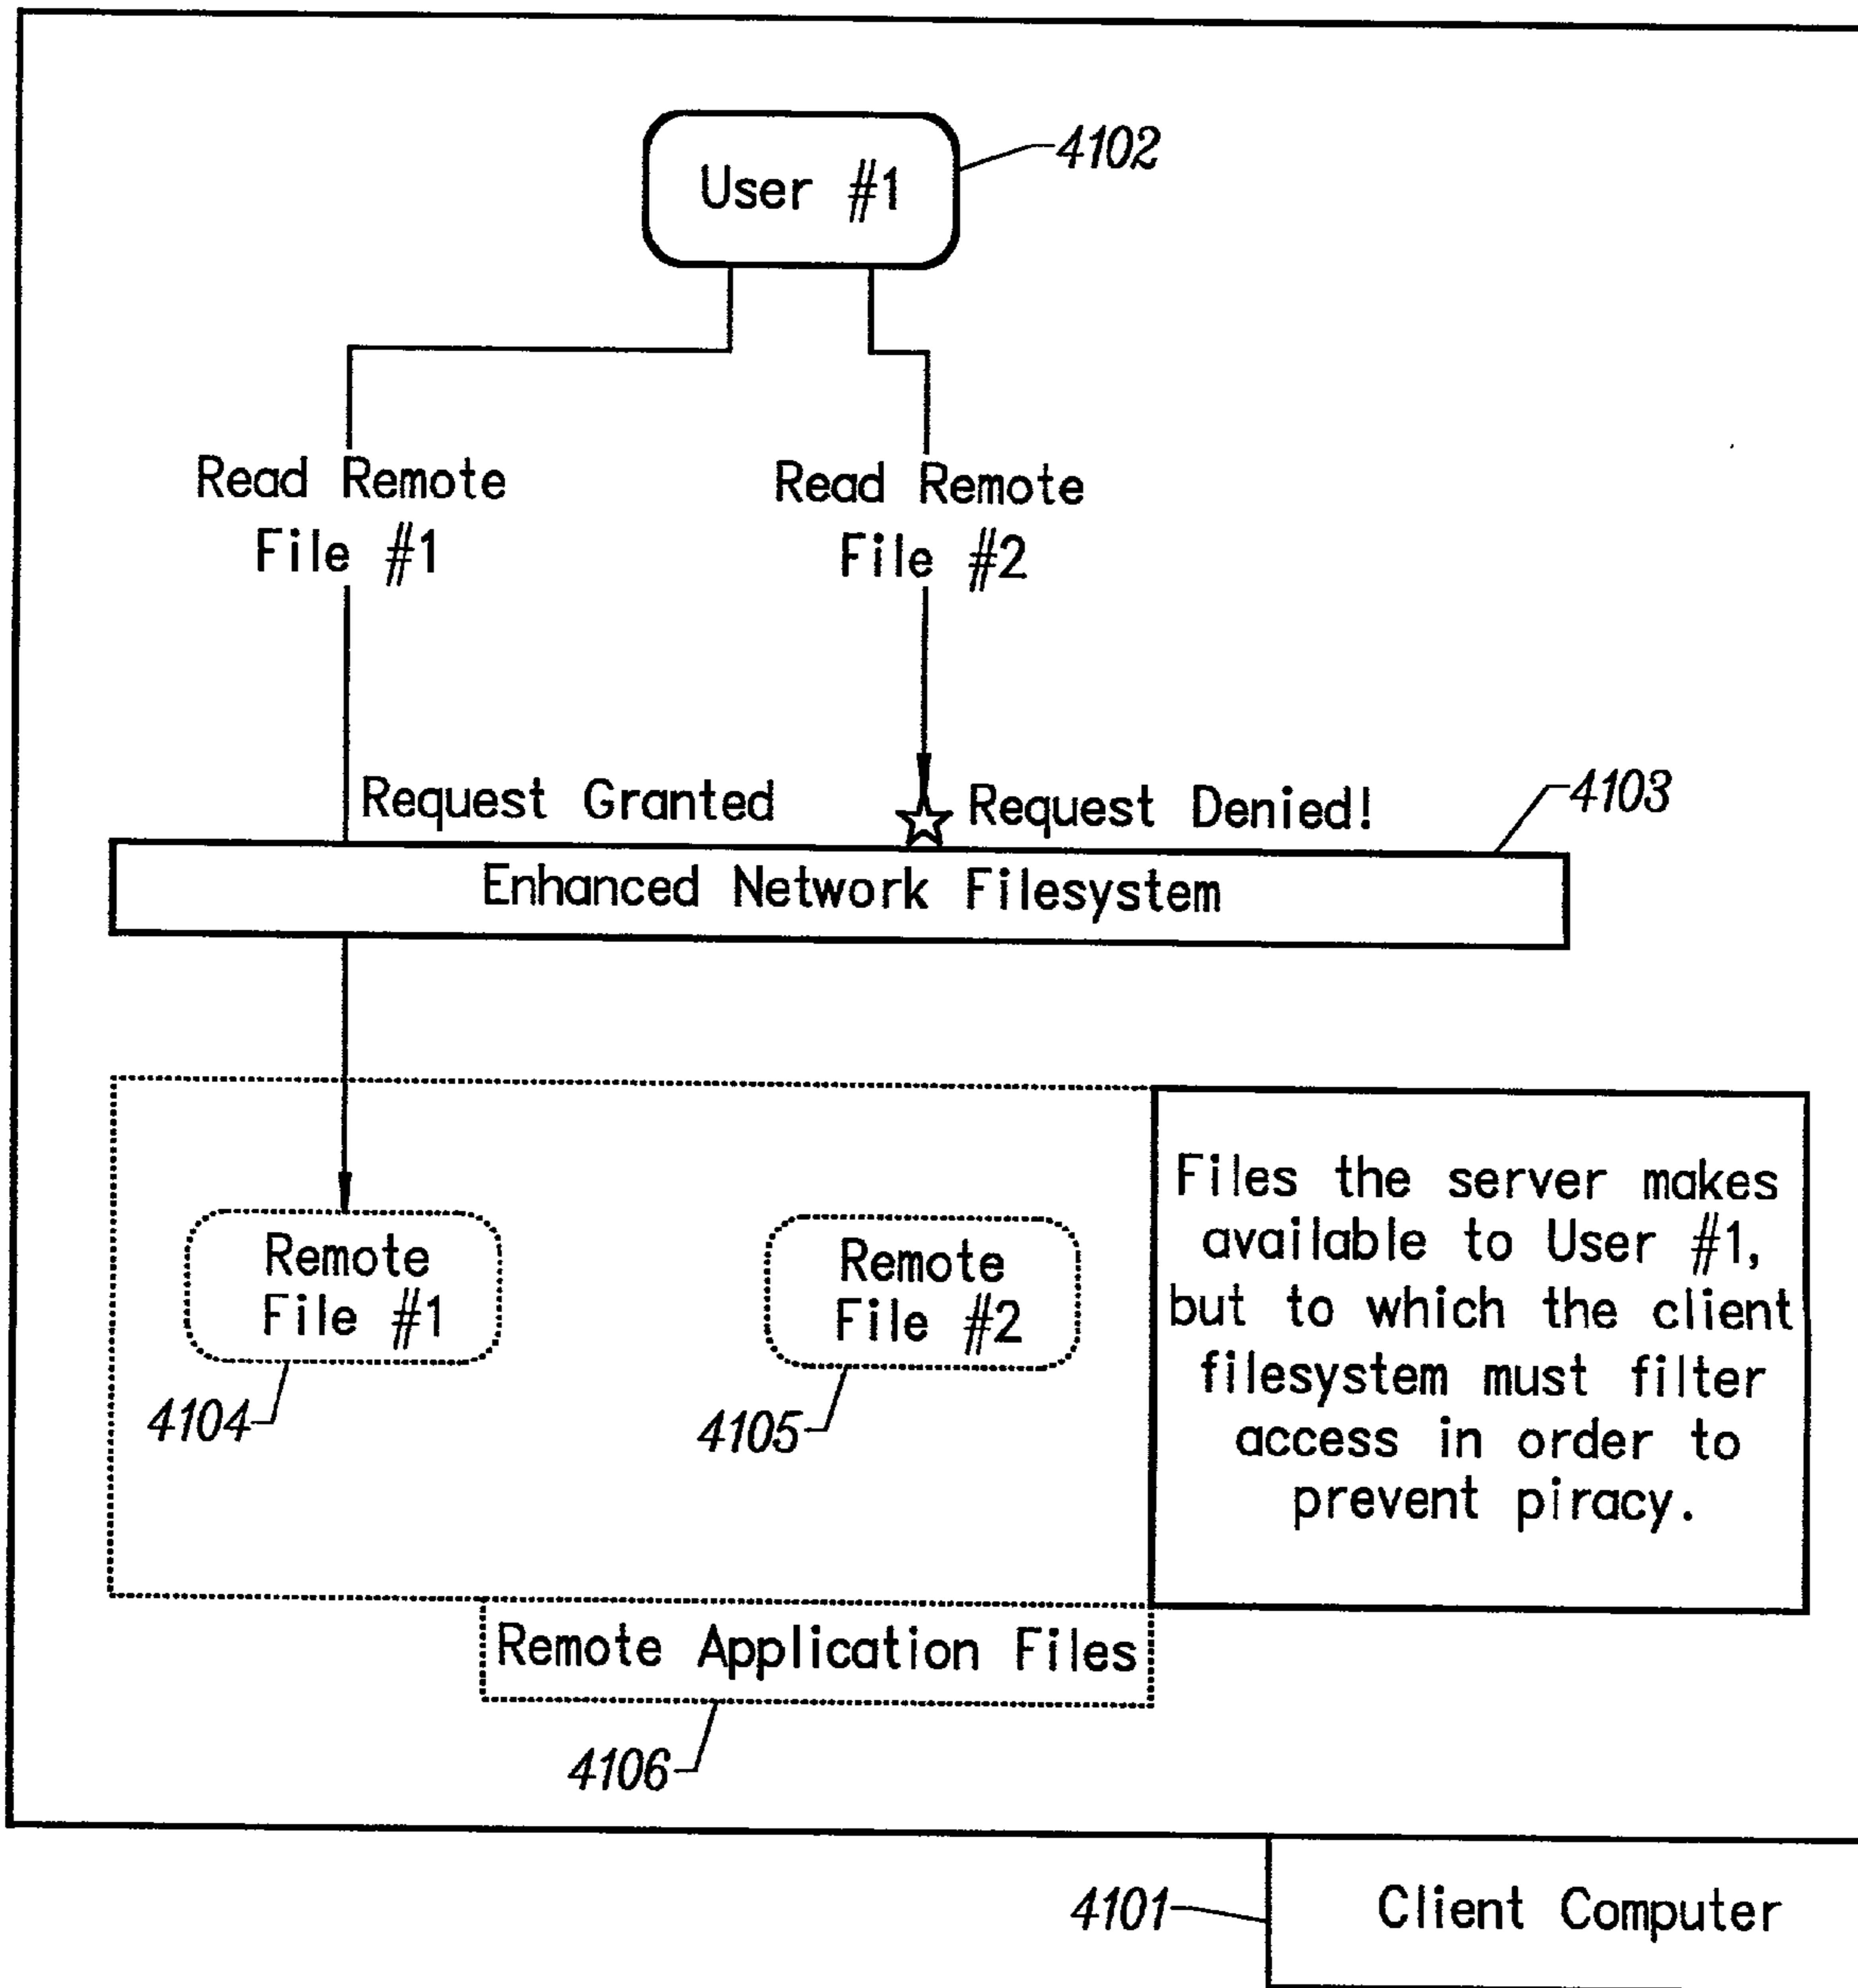 User #1
4102
Read Remote
File #1
Read Remote
File #2
Request Granted
Request Denied!
4103
Enhanced Network Filesystem
Remote
File #1
4104
Remote
File #2
4105
Files the server makes
available to User #1,
but to which the client
filesystem must filter
access in order to
prevent piracy.
Remote Application Files
4106
4101
Client Computer